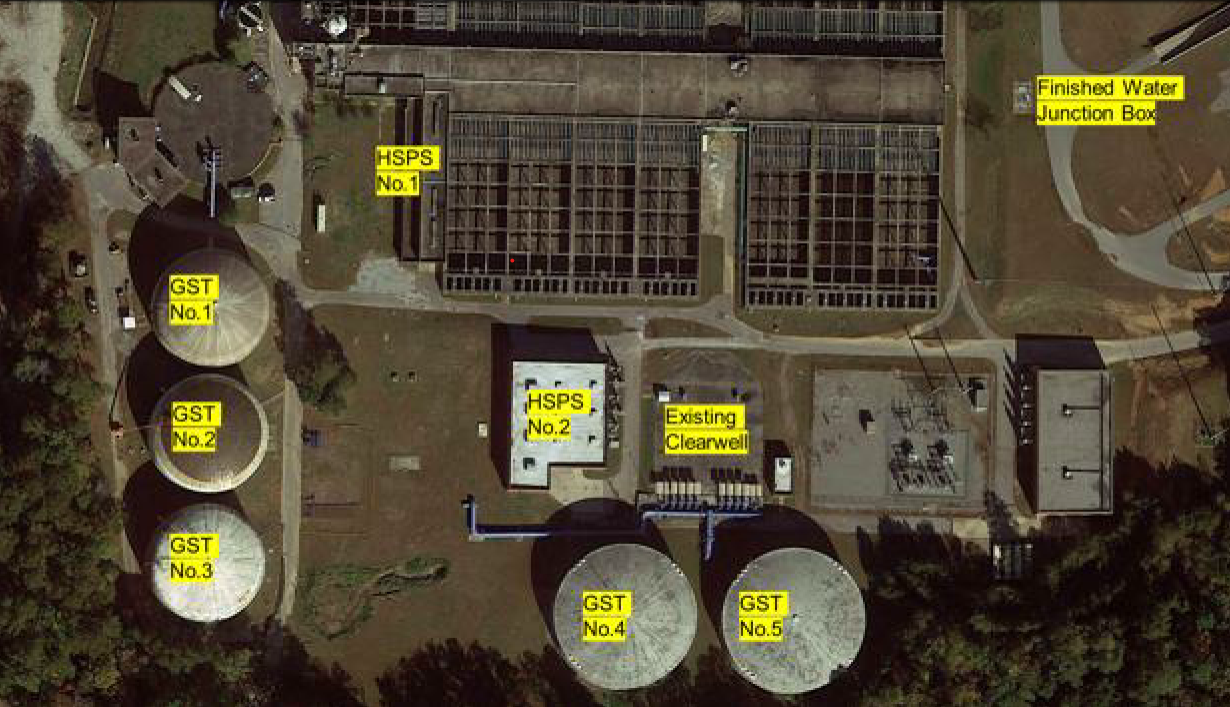 Finished Water
Junction Box
HSPS
No.1
GST
No.1
GST
No.2
HSPS
No.2
Existing
Clearwell
GST
No.3
GST
No.4
GST
No.5